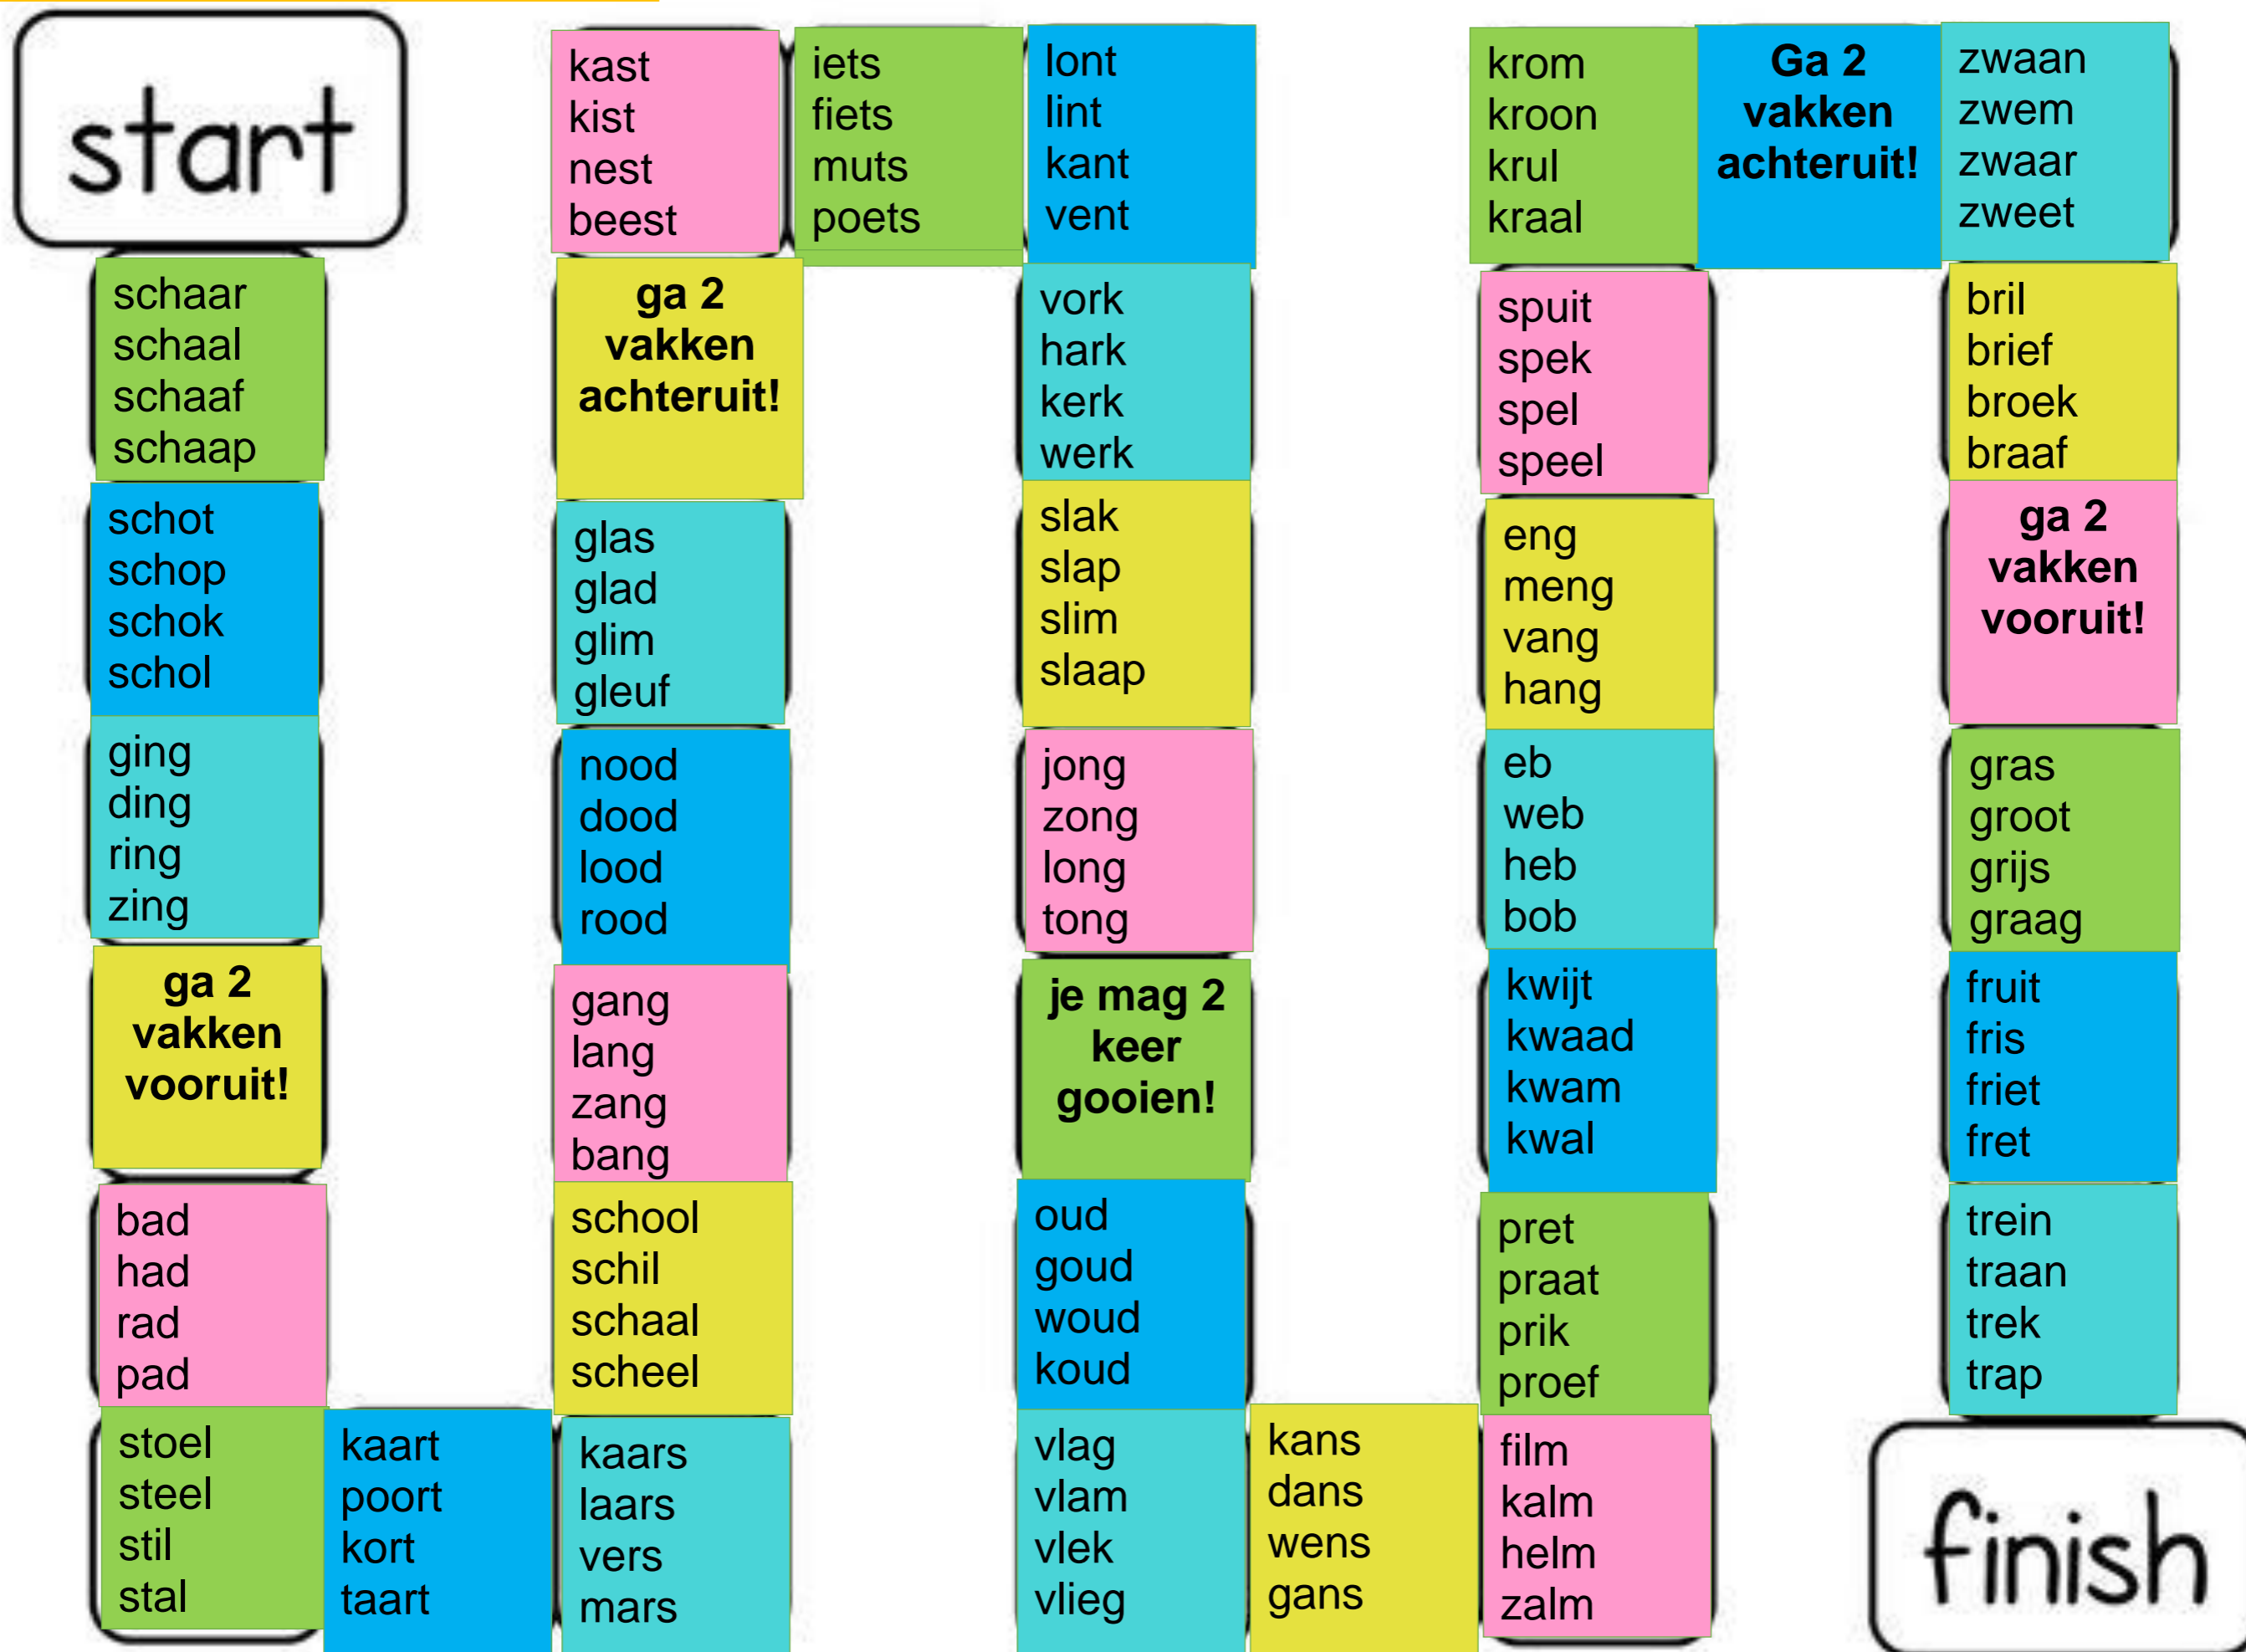 start
schaar
schaal
schaaf
schaap
schot
schop
schok
schol
ging
ding
ring
zing
ga 2
vakken
vooruit!
bad
had
rad
pad
stoel
steel
stil
stal
kaart
poort
kort
taart
kaars
laars
vers
mars
school
schil
schaal
scheel
gang
lang
zang
bang
nood
dood
lood
rood
glas
glad
glim
gleuf
ga 2
vakken
achteruit!
kast
kist
nest
beest
iets
fiets
muts
poets
lont
lint
kant
vent
vork
hark
kerk
werk
slak
slap
slim
slaap
jong
zong
long
tong
je mag 2
keer
gooien!
oud
goud
woud
koud
vlag
vlam
vlek
vlieg
kans
dans
wens
gans
film
kalm
helm
zalm
pret
praat
prik
proef
kwijt
kwaad
kwam
kwal
eb
web
heb
bob
eng
meng
vang
hang
spuit
spek
spel
speel
krom
kroon
krul
kraal
Ga 2
vakken
achteruit!
zwaan
zwem
zwaar
zweet
bril
brief
broek
braaf
ga 2
vakken
vooruit!
gras
groot
grijs
graag
fruit
fris
friet
fret
trein
traan
trek
trap
finish